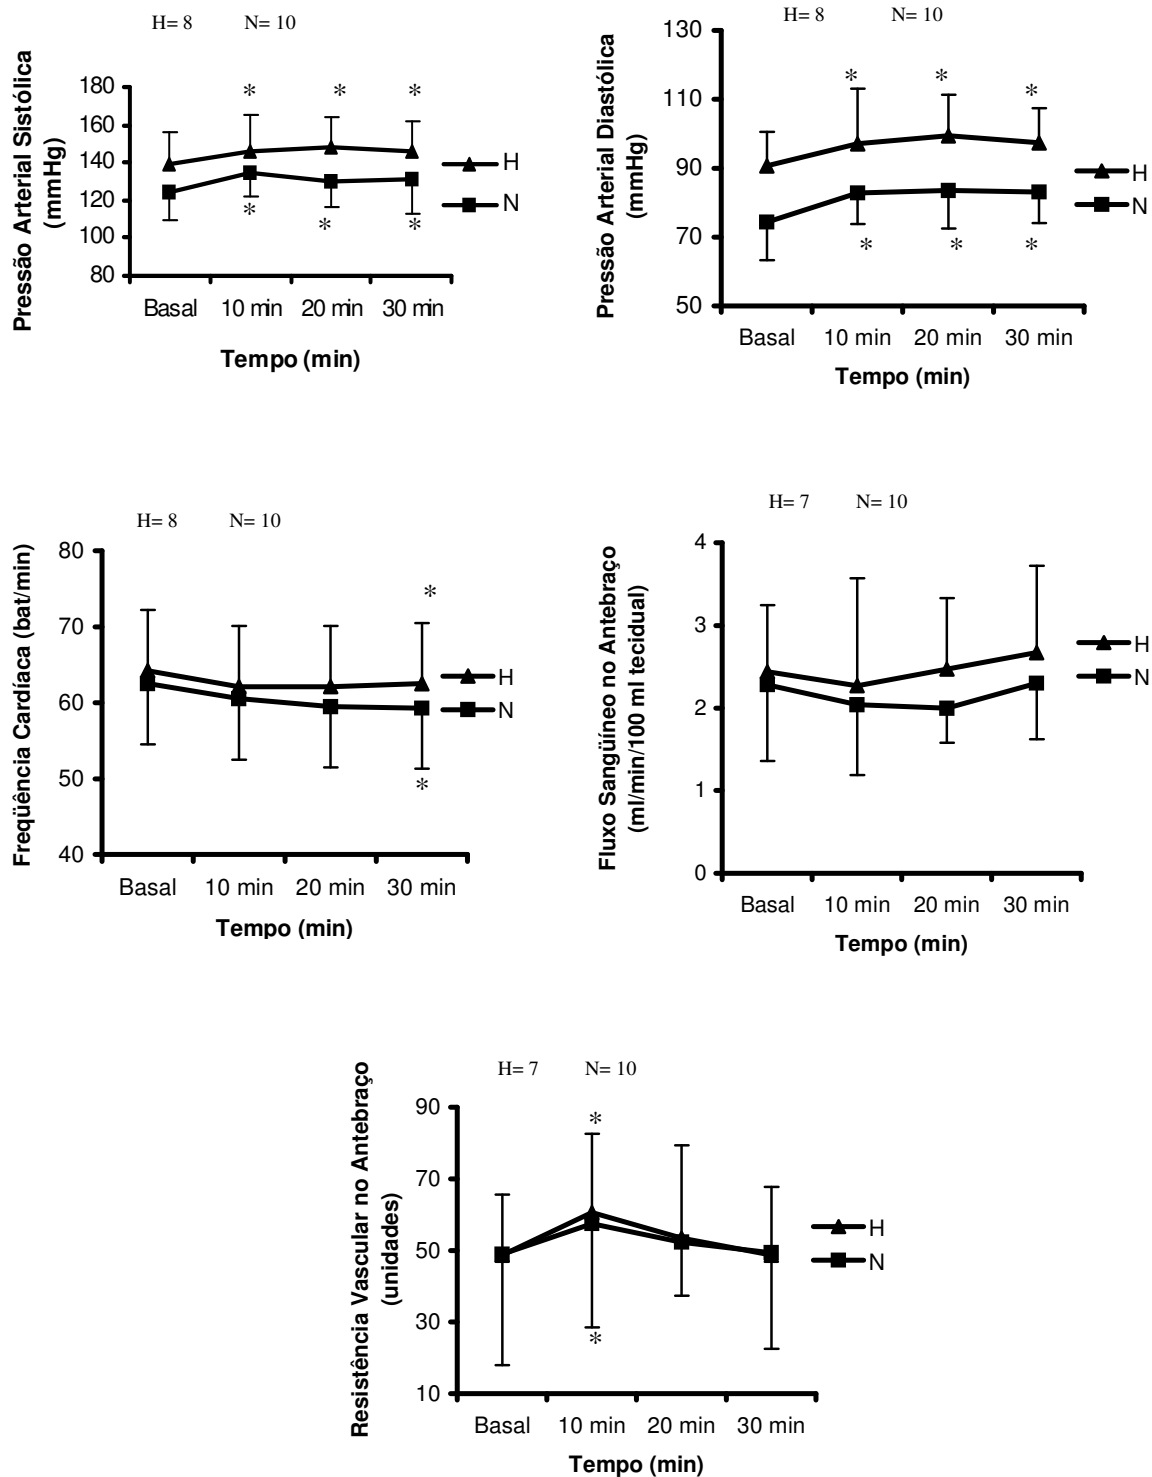 H= 8 N= 10
Pressão Arterial Sistólica
(mmHg)
180
160
140
120
100
80
* * *
* * *
H
N
Basal 10 min 20 min 30 min
Tempo (min)
H= 8 N= 10
Pressão Arterial Diastólica
(mmHg)
130
110
90
70
50
* * *
* * *
H
N
Basal 10 min 20 min 30 min
Tempo (min)
H= 8 N= 10
Freqüência Cardíaca (bat/min)
80
70
60
50
40
*
*
H
N
Basal 10 min 20 min 30 min
Tempo (min)
H= 7 N= 10
Fluxo Sangüíneo no Antebraço
(ml/min/100 ml tecidual)
4
3
2
1
0
H
N
Basal 10 min 20 min 30 min
Tempo (min)
H= 7 N= 10
Resistência Vascular no Antebraço
(unidades)
90
70
50
30
10
*
*
H
N
Basal 10 min 20 min 30 min
Tempo (min)